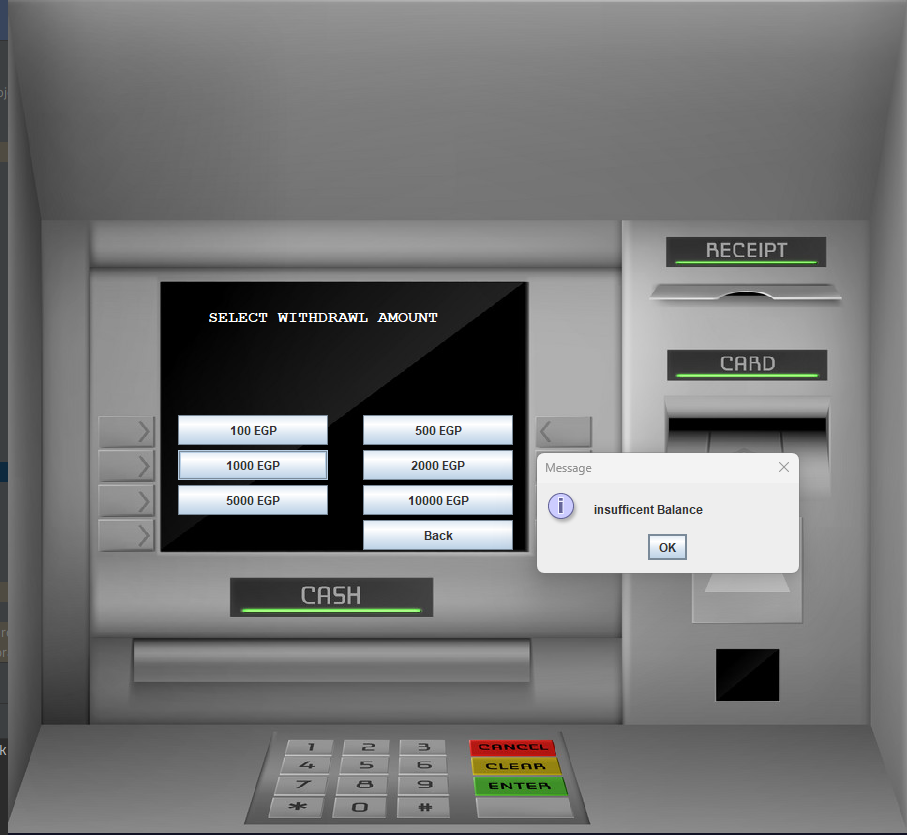 RECEIPT
SELECT WITHDRAWL AMOUNT
CARD
100 EGP
500 EGP
1000 EGP
2000 EGP
5000 EGP
10000 EGP
Back
Message
insufficent Balance
OK
CASH
1 2 3 CANCEL
4 5 6 CLEAR
7 8 9 ENTER
* 0 #